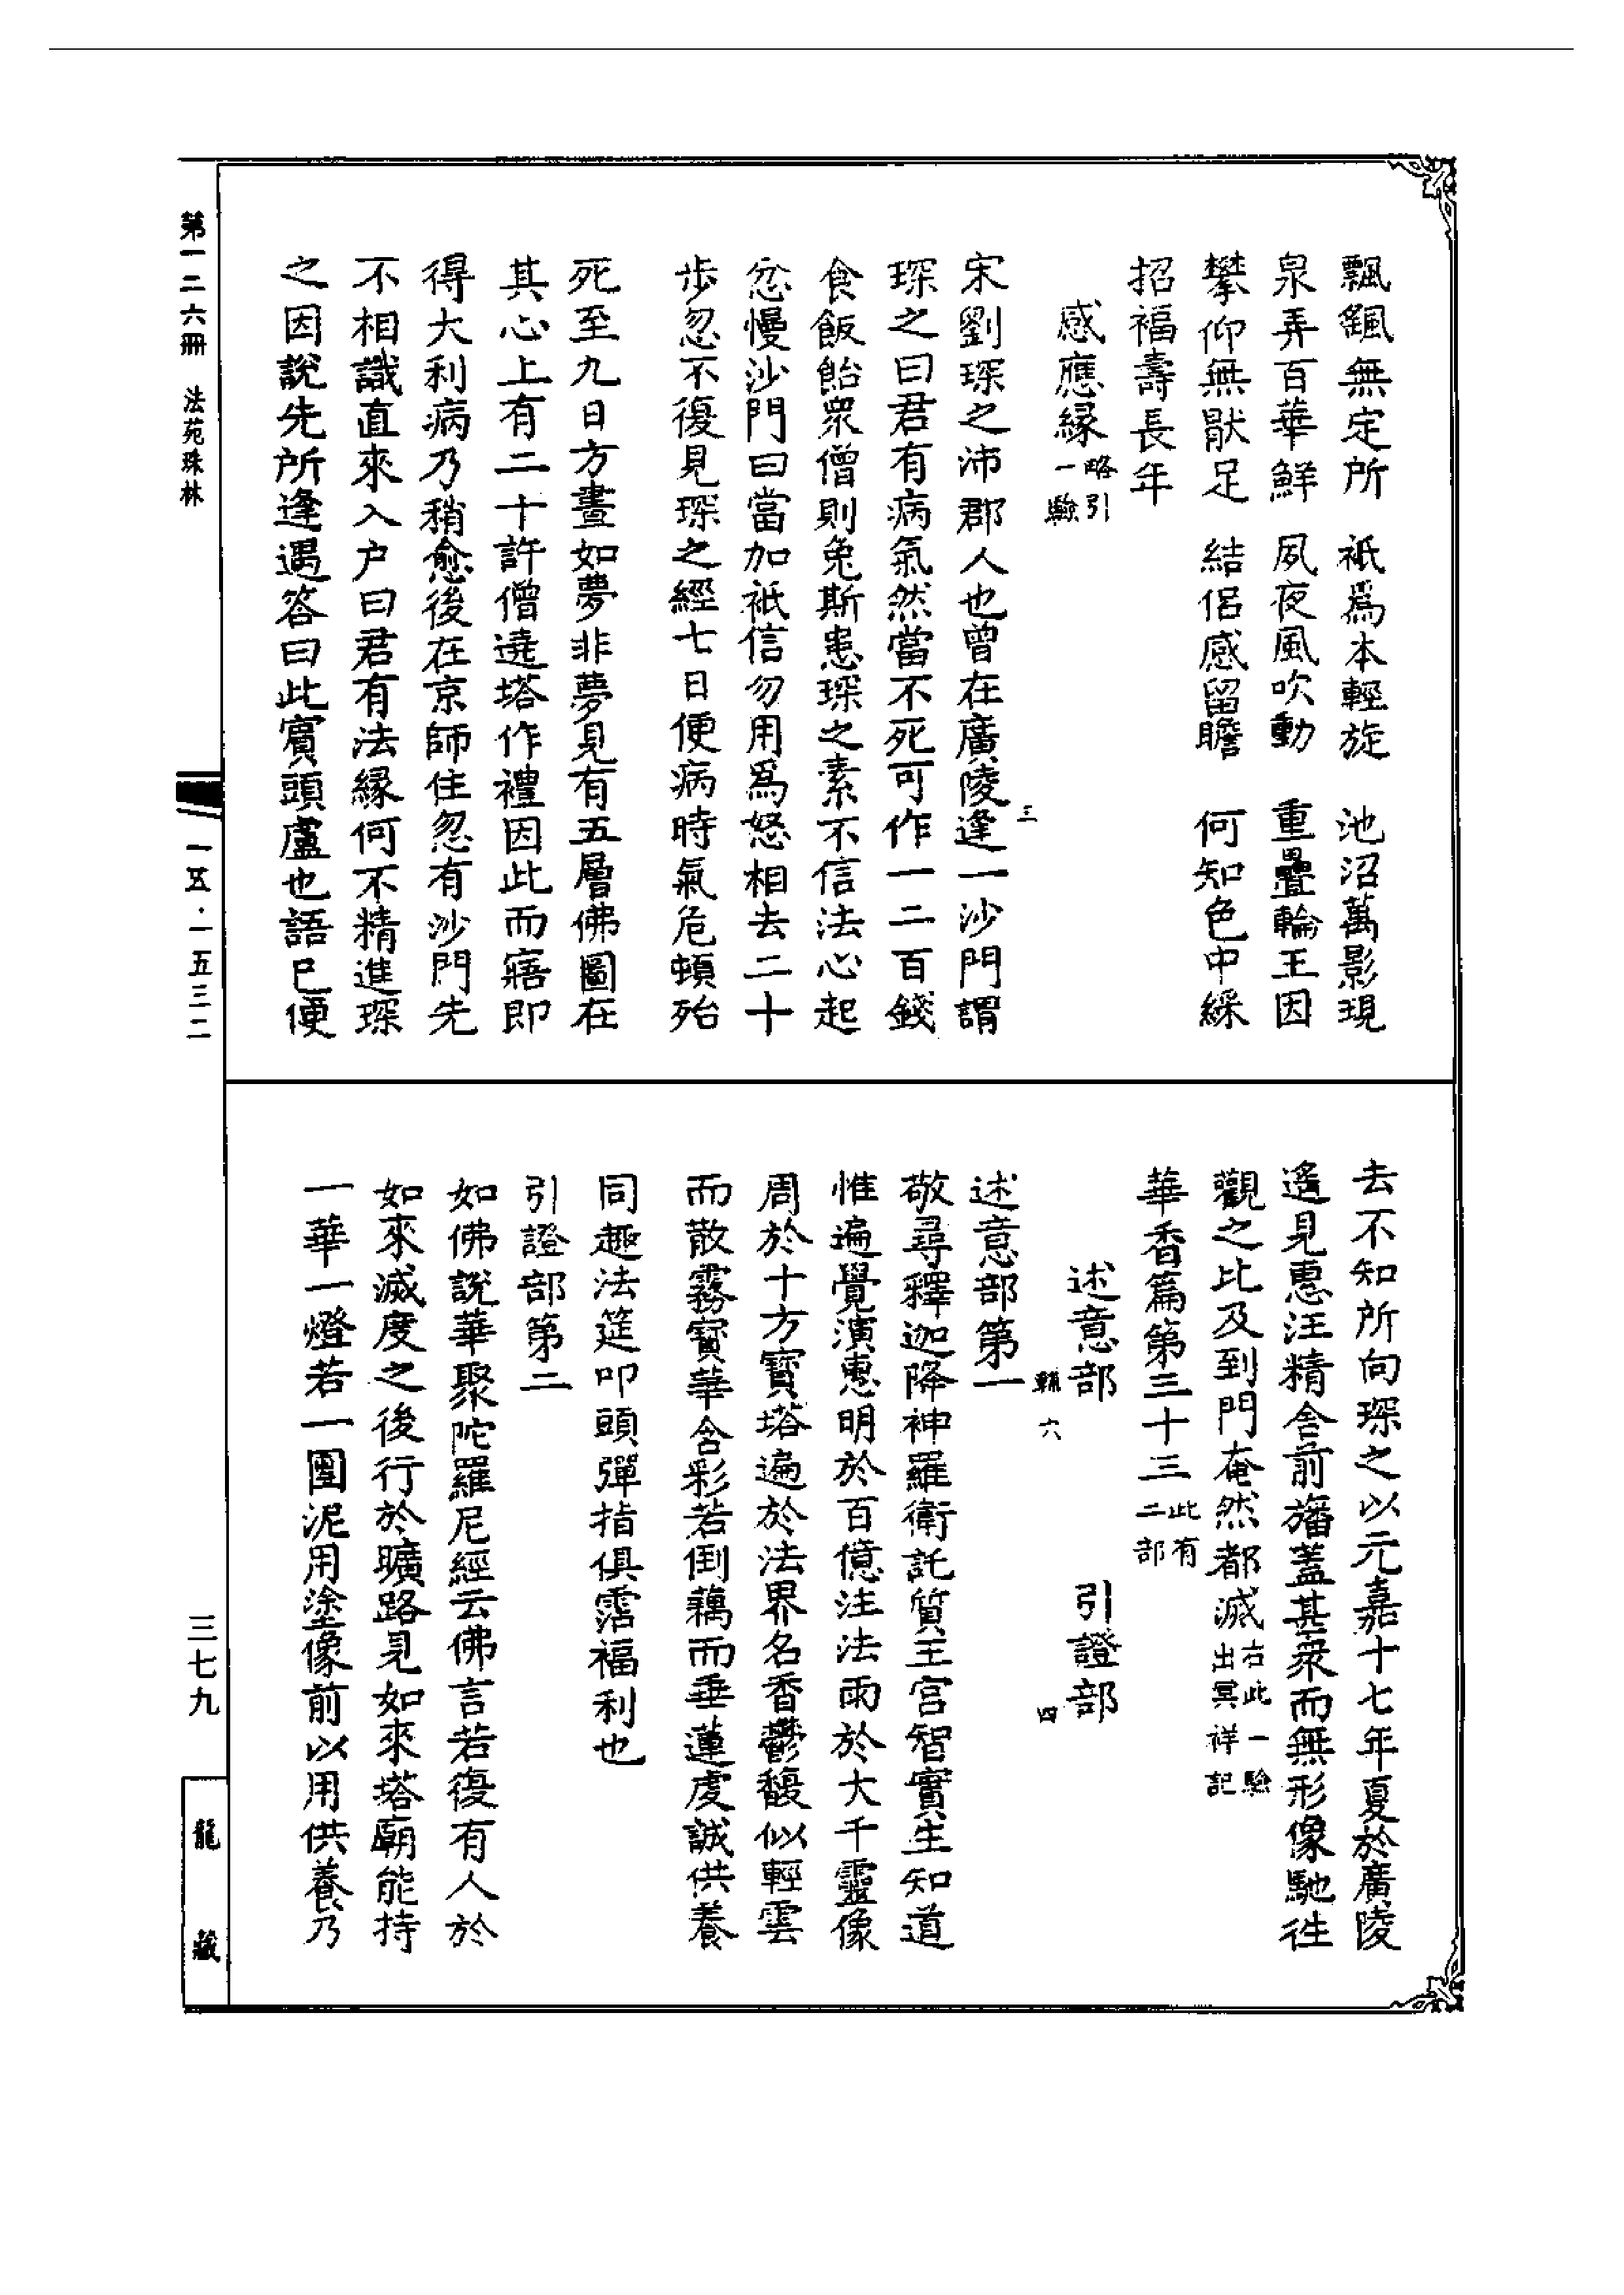 飄颻無定所　祇爲本輕旋　池沼萬影現
泉弄百華鮮　夙夜風吹動　重疊輪王因
攀仰無猒足　結侶感留瞻　何知色中綵
招福壽長年
感應縁略引一驗
三
宋劉琛之沛郡人也曾在廣陵逢一沙門謂
琛之曰君有病氣然當不死可作一二百錢
食飯飴衆僧則免斯患琛之素不信法心起
忿慢沙門曰當加祇信勿用爲怒相去二十
歩忽不復見琛之經七日便病時氣危頓殆
死至九日方晝如夢非夢見有五層佛圖在
其心上有二十許僧遶塔作禮因此而寤即
得大利病乃稍愈後在京師住忽有沙門先
不相識直來入户曰君有法縁何不精進琛
之因說先所逢遇答曰此賓頭盧也語已便
去不知所向琛之以元嘉十七年夏於廣陵
遙見惠汪精舍前旛蓋甚衆而無形像馳往
觀之比及到門奄然都滅右此一驗出冥祥記
華香篇第三十三此有二部
述意部　引證部
六　四
述意部第一
敬尋釋迦降神羅衛託質王宮智實生知道
惟遍覺演惠明於百億注法雨於大千靈像
周於十方寶塔遍於法界名香鬱馥似輕雲
而散霧寶華含彩若倒藕而垂蓮虔誠供養
同趣法筵叩頭彈指俱霑福利也
引證部第二
如佛說華聚陀羅尼經云佛言若復有人於
如來滅度之後行於曠路見如來塔廟能持
一華一燈若一團泥用塗像前以用供養乃
第一二六冊　法苑珠林
一五·一五三二
三七九
龍藏